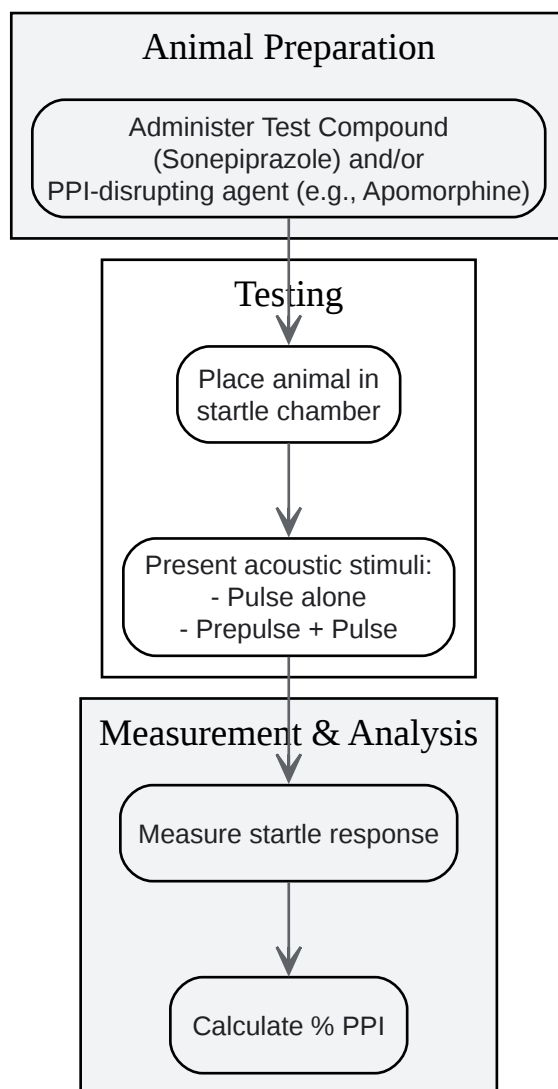 Animal Preparation
Administer Test Compound
(Sonepiprazole) and/or
PPI-disrupting agent (e.g., Apomorphine)
Testing
Place animal in
startle chamber
Present acoustic stimuli:
- Pulse alone
- Prepulse + Pulse
Measurement & Analysis
Measure startle response
Calculate % PPI